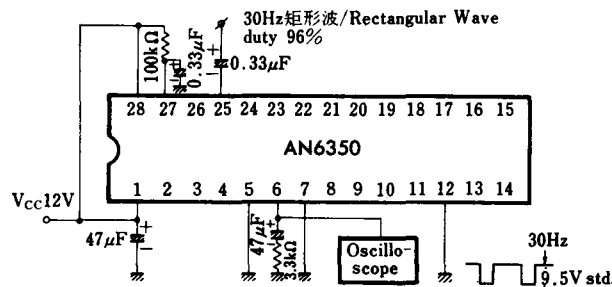 30Hz矩形波/Rectangular Wave
duty 96%
100kΩ
0.33μF
0.33μF
28 27 26 25 24 23 22 21 20 19 18 17 16 15
AN6350
1 2 3 4 5 6 7 8 9 10 11 12 13 14
VCC12V
47μF
47μF
3.3kΩ
Oscillo-
scope
30Hz
9.5V std.